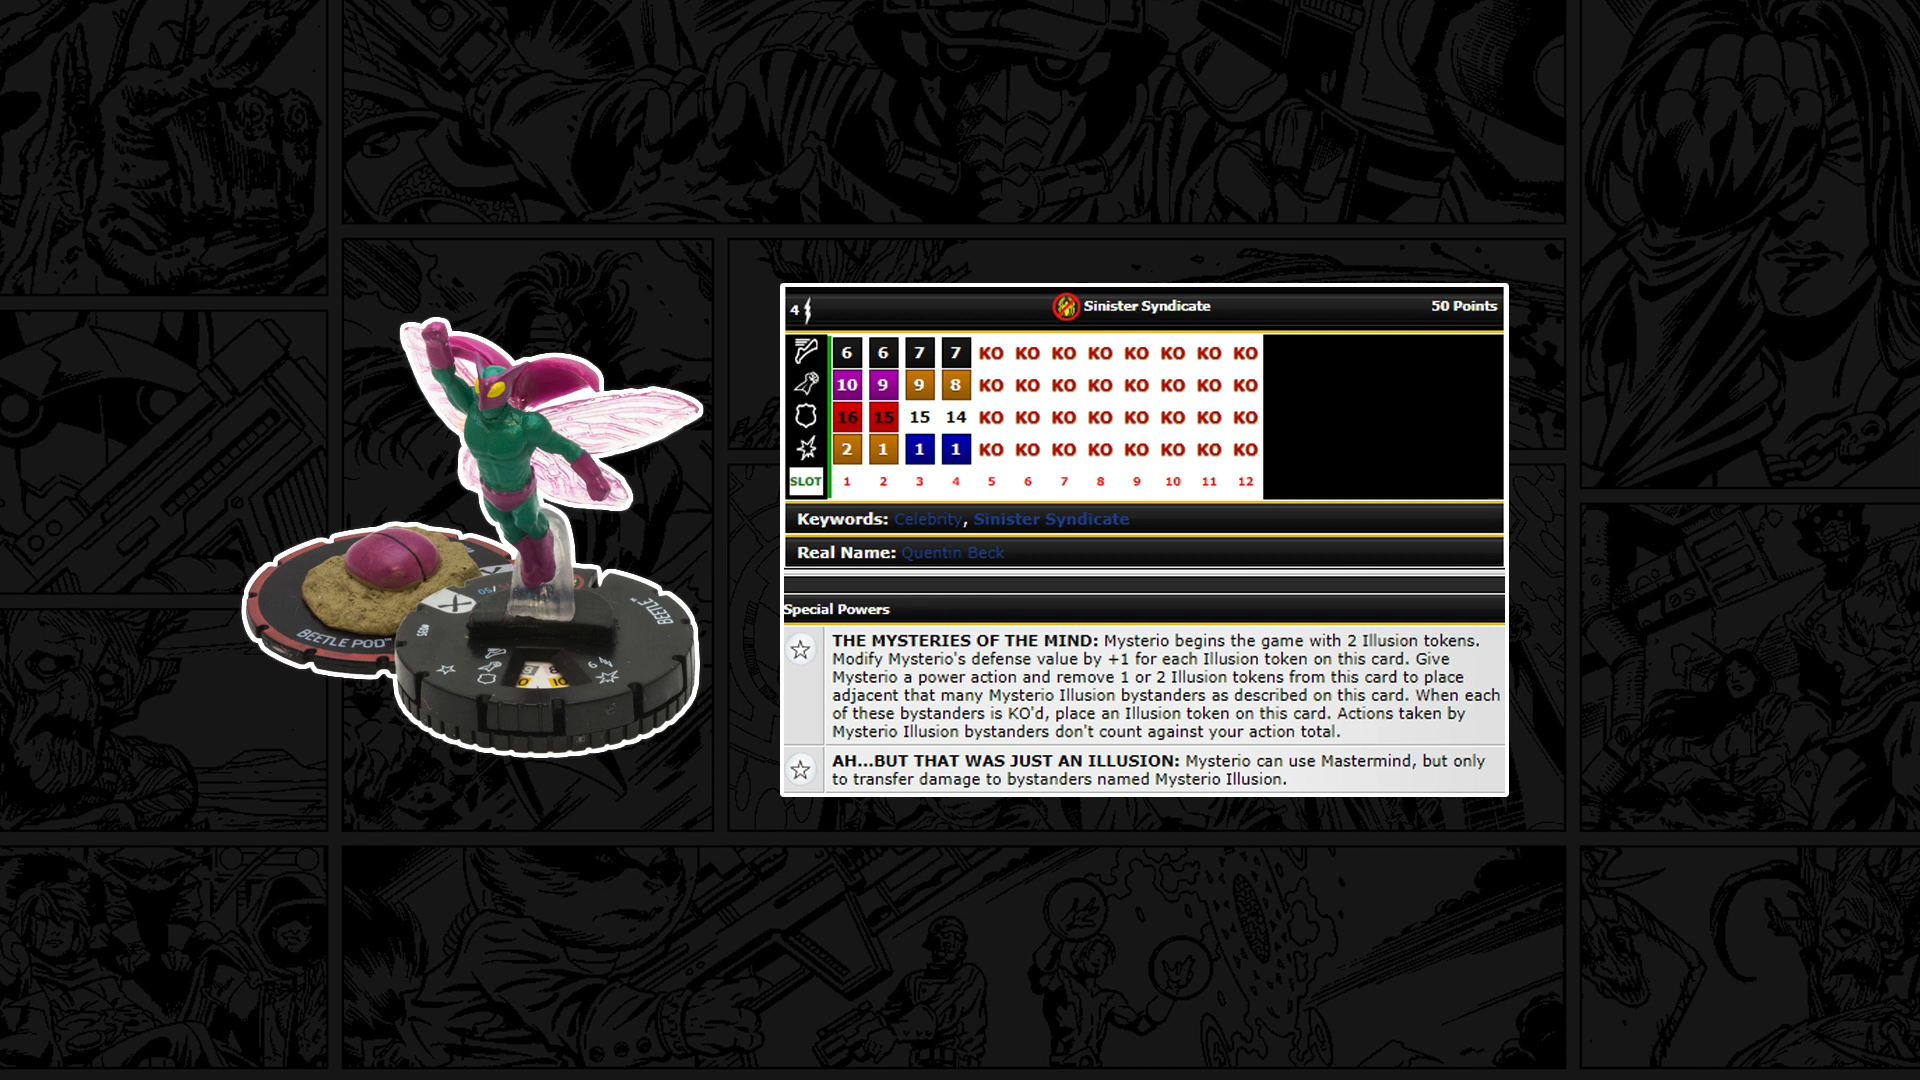 4 Sinister Syndicate 50 Points
6 6 7 7 KO KO KO KO KO KO KO KO
10 9 9 8 KO KO KO KO KO KO KO KO
16 15 15 14 KO KO KO KO KO KO KO KO
2 1 1 1 KO KO KO KO KO KO KO KO
SLOT 1 2 3 4 5 6 7 8 9 10 11 12
Keywords: Celebrity, Sinister Syndicate
Real Name: Quentin Beck
Special Powers
THE MYSTERIES OF THE MIND: Mysterio begins the game with 2 Illusion tokens.
Modify Mysterio's defense value by +1 for each Illusion token on this card. Give
Mysterio a power action and remove 1 or 2 Illusion tokens from this card to place
adjacent that many Mysterio Illusion bystanders as described on this card. When each
of these bystanders is KO'd, place an Illusion token on this card. Actions taken by
Mysterio Illusion bystanders don't count against your action total.
AH...BUT THAT WAS JUST AN ILLUSION: Mysterio can use Mastermind, but only
to transfer damage to bystanders named Mysterio Illusion.
BEETLE POD™
BEETLE™